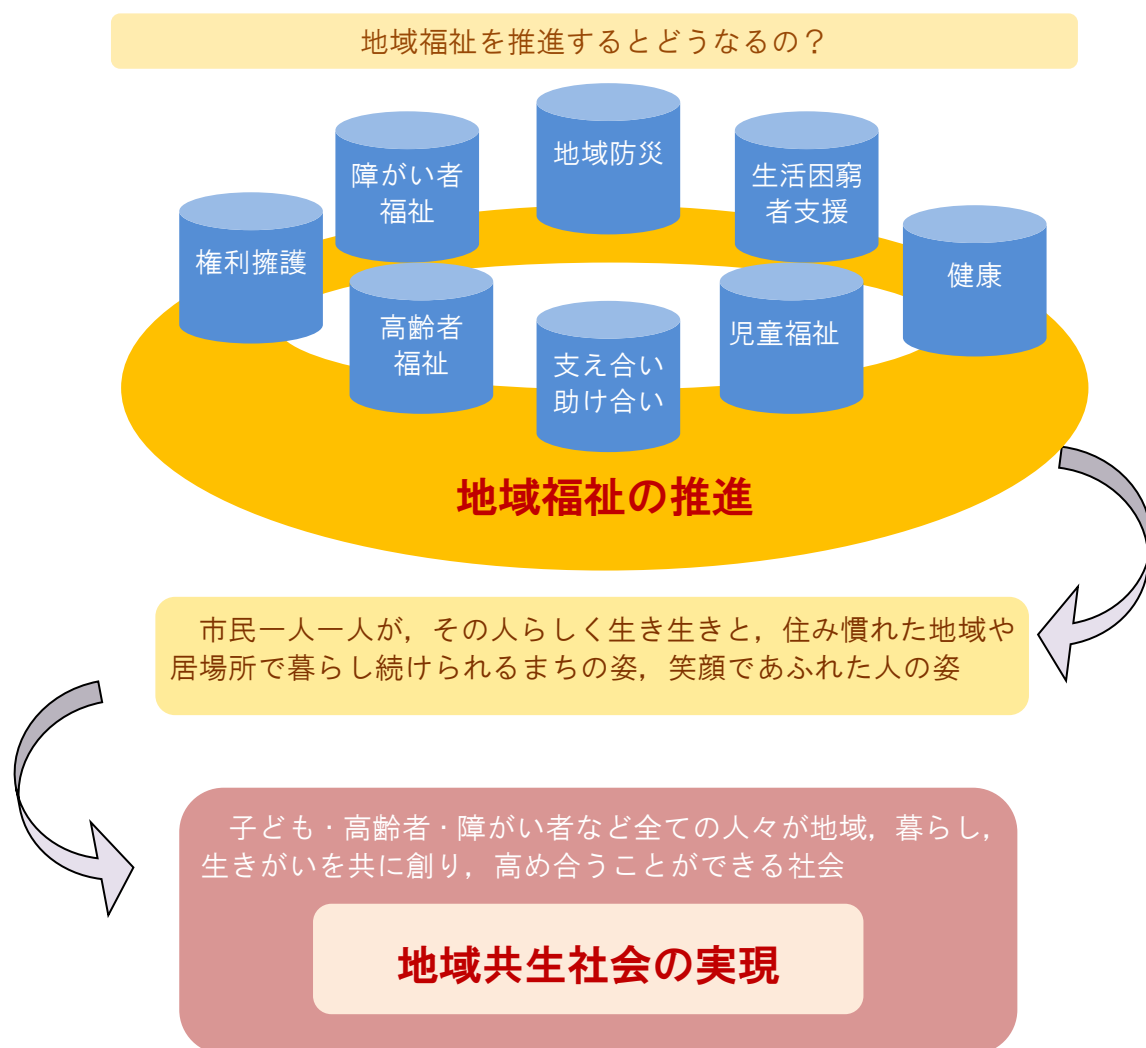 地域福祉を推進するとどうなるの？
地域防災
障がい者
福祉
生活困窮
者支援
権利擁護
健康
高齢者
福祉
児童福祉
支え合い
助け合い
地域福祉の推進
市民一人一人が，その人らしく生き生きと，住み慣れた地域や
居場所で暮らし続けられるまちの姿，笑顔であふれた人の姿
子ども・高齢者・障がい者など全ての人々が地域，暮らし，
生きがいを共に創り，高め合うことができる社会
地域共生社会の実現